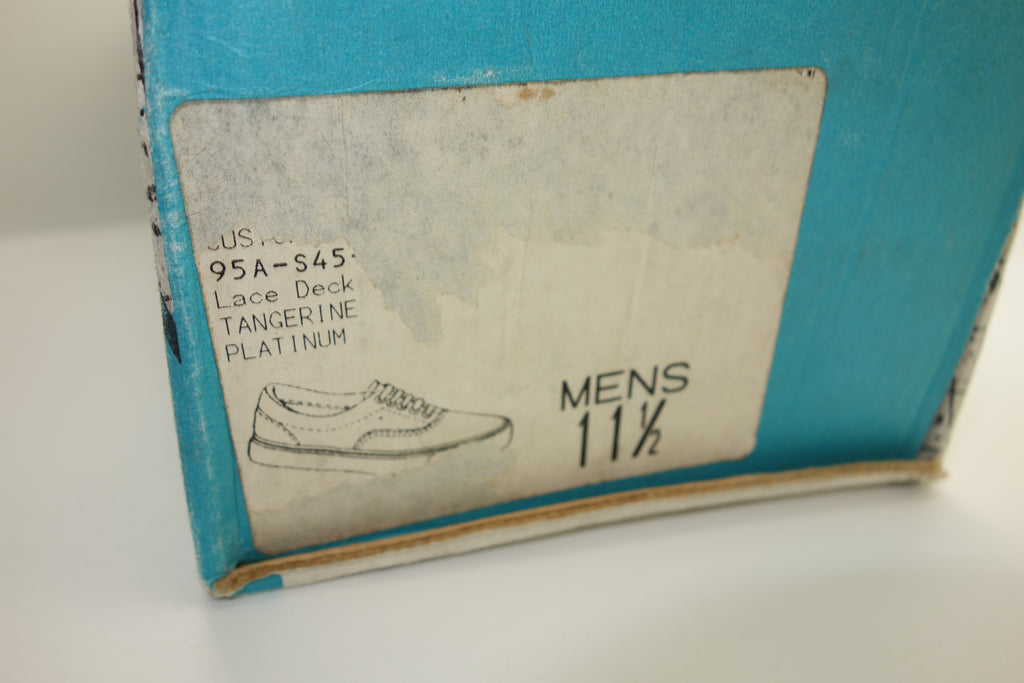 95A-S45-
Lace Deck
TANGERINE
PLATINUM
MENS
11½